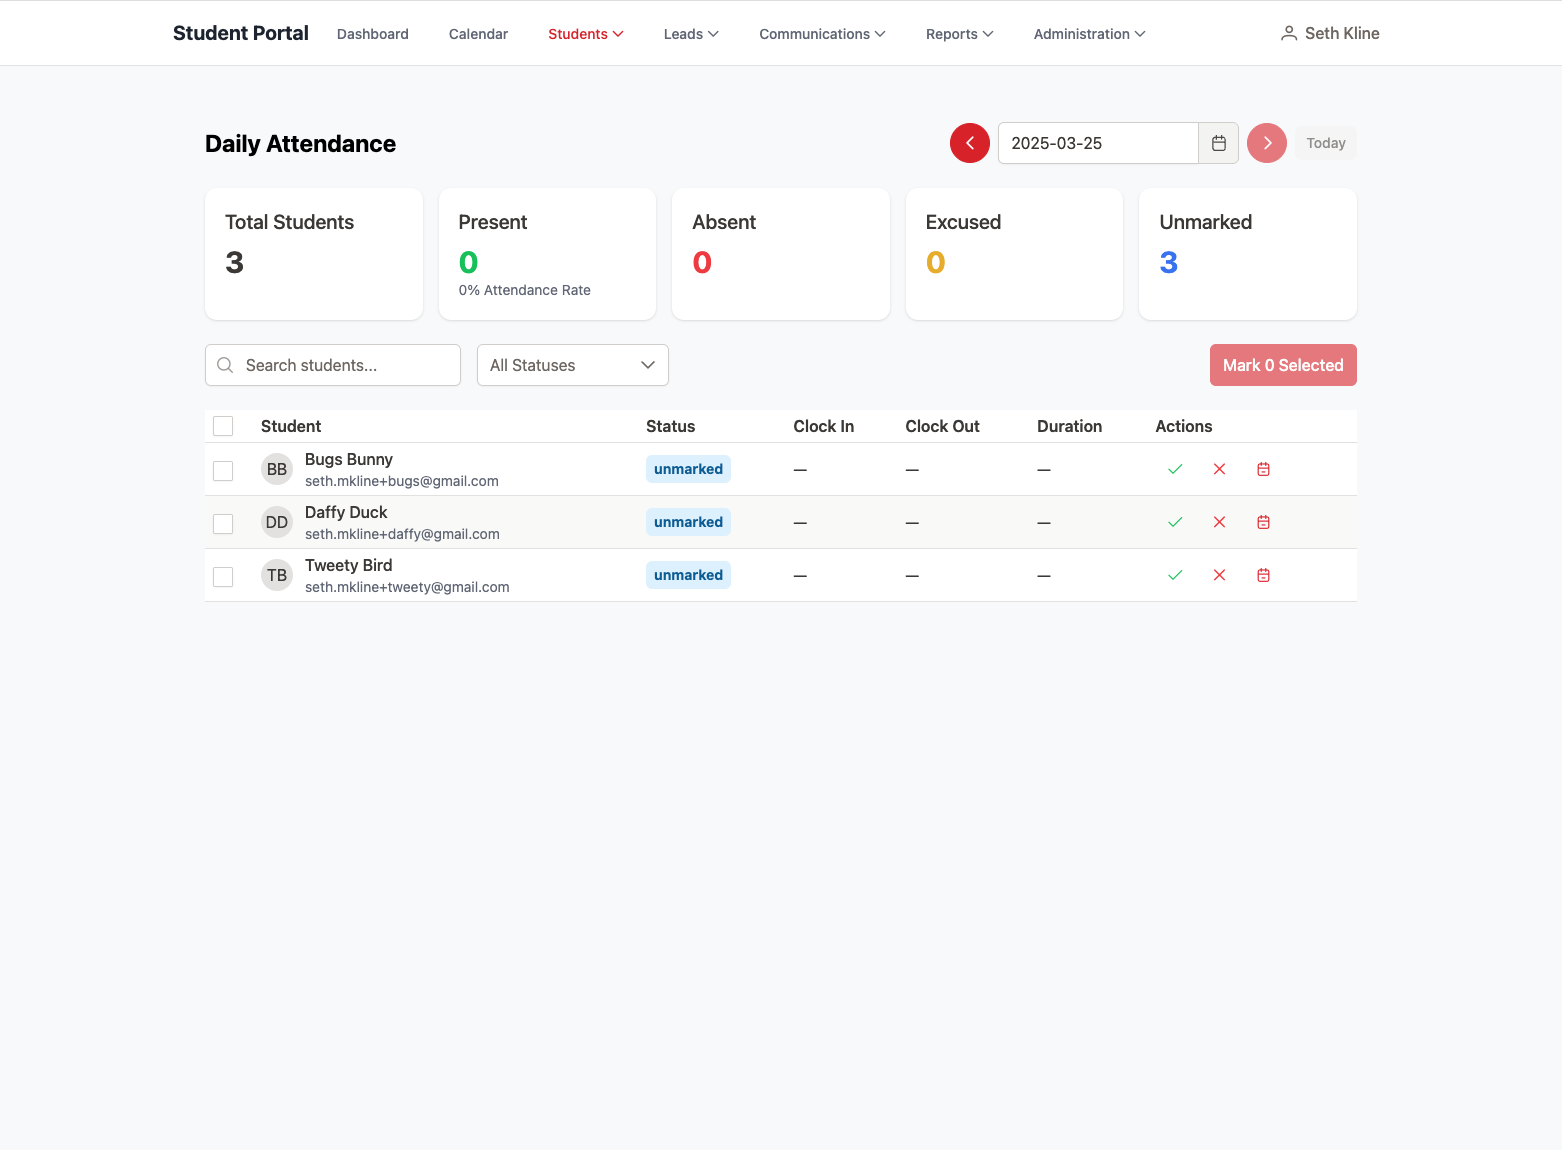 Student Portal Dashboard Calendar Students Leads Communications Reports Administration Seth Kline
Daily Attendance 2025-03-25 Today
Total Students Present Absent Excused Unmarked
3 0 0 0 3
0% Attendance Rate
Search students... All Statuses Mark 0 Selected
Student Status Clock In Clock Out Duration Actions
BB Bugs Bunny unmarked — — —
seth.mkline+bugs@gmail.com
DD Daffy Duck unmarked — — —
seth.mkline+daffy@gmail.com
TB Tweety Bird unmarked — — —
seth.mkline+tweety@gmail.com